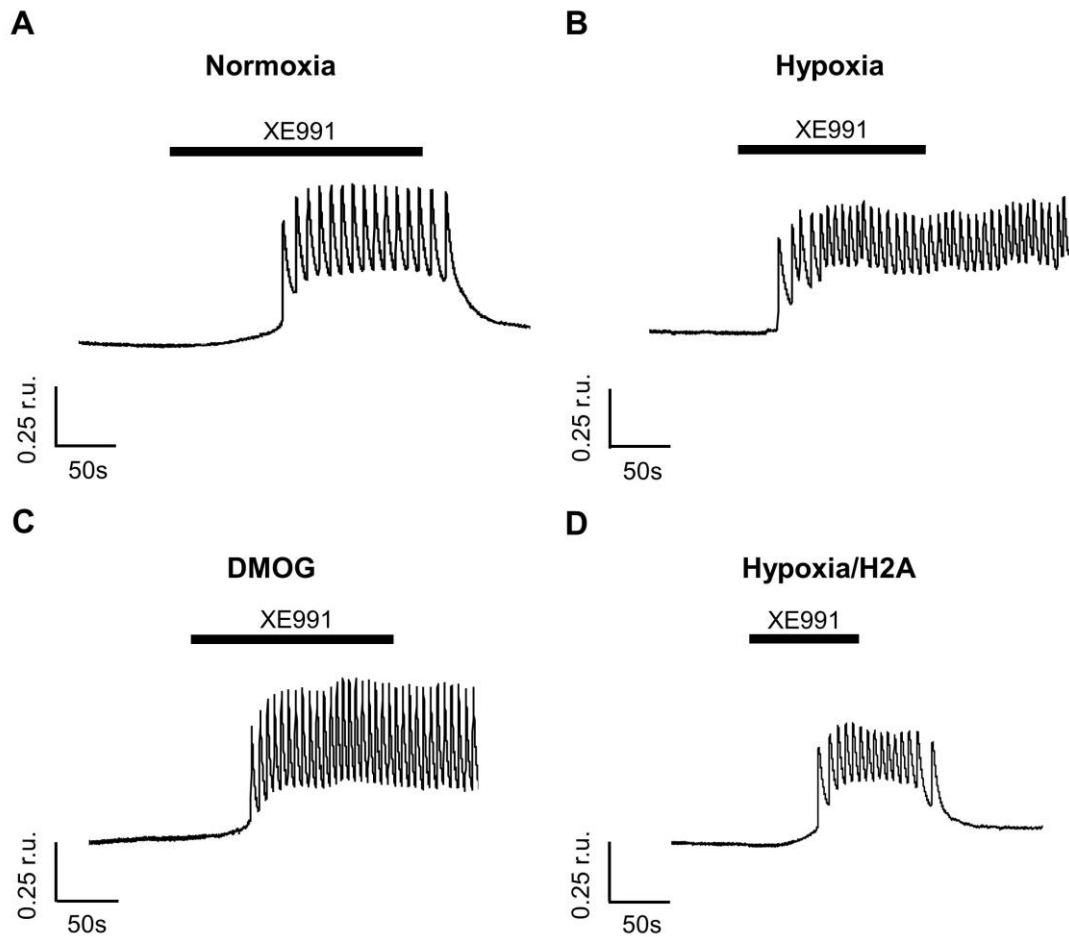 A
Normoxia
XE991
0.25 r.u.
50s
B
Hypoxia
XE991
0.25 r.u.
50s
C
DMOG
XE991
0.25 r.u.
50s
D
Hypoxia/H2A
XE991
0.25 r.u.
50s